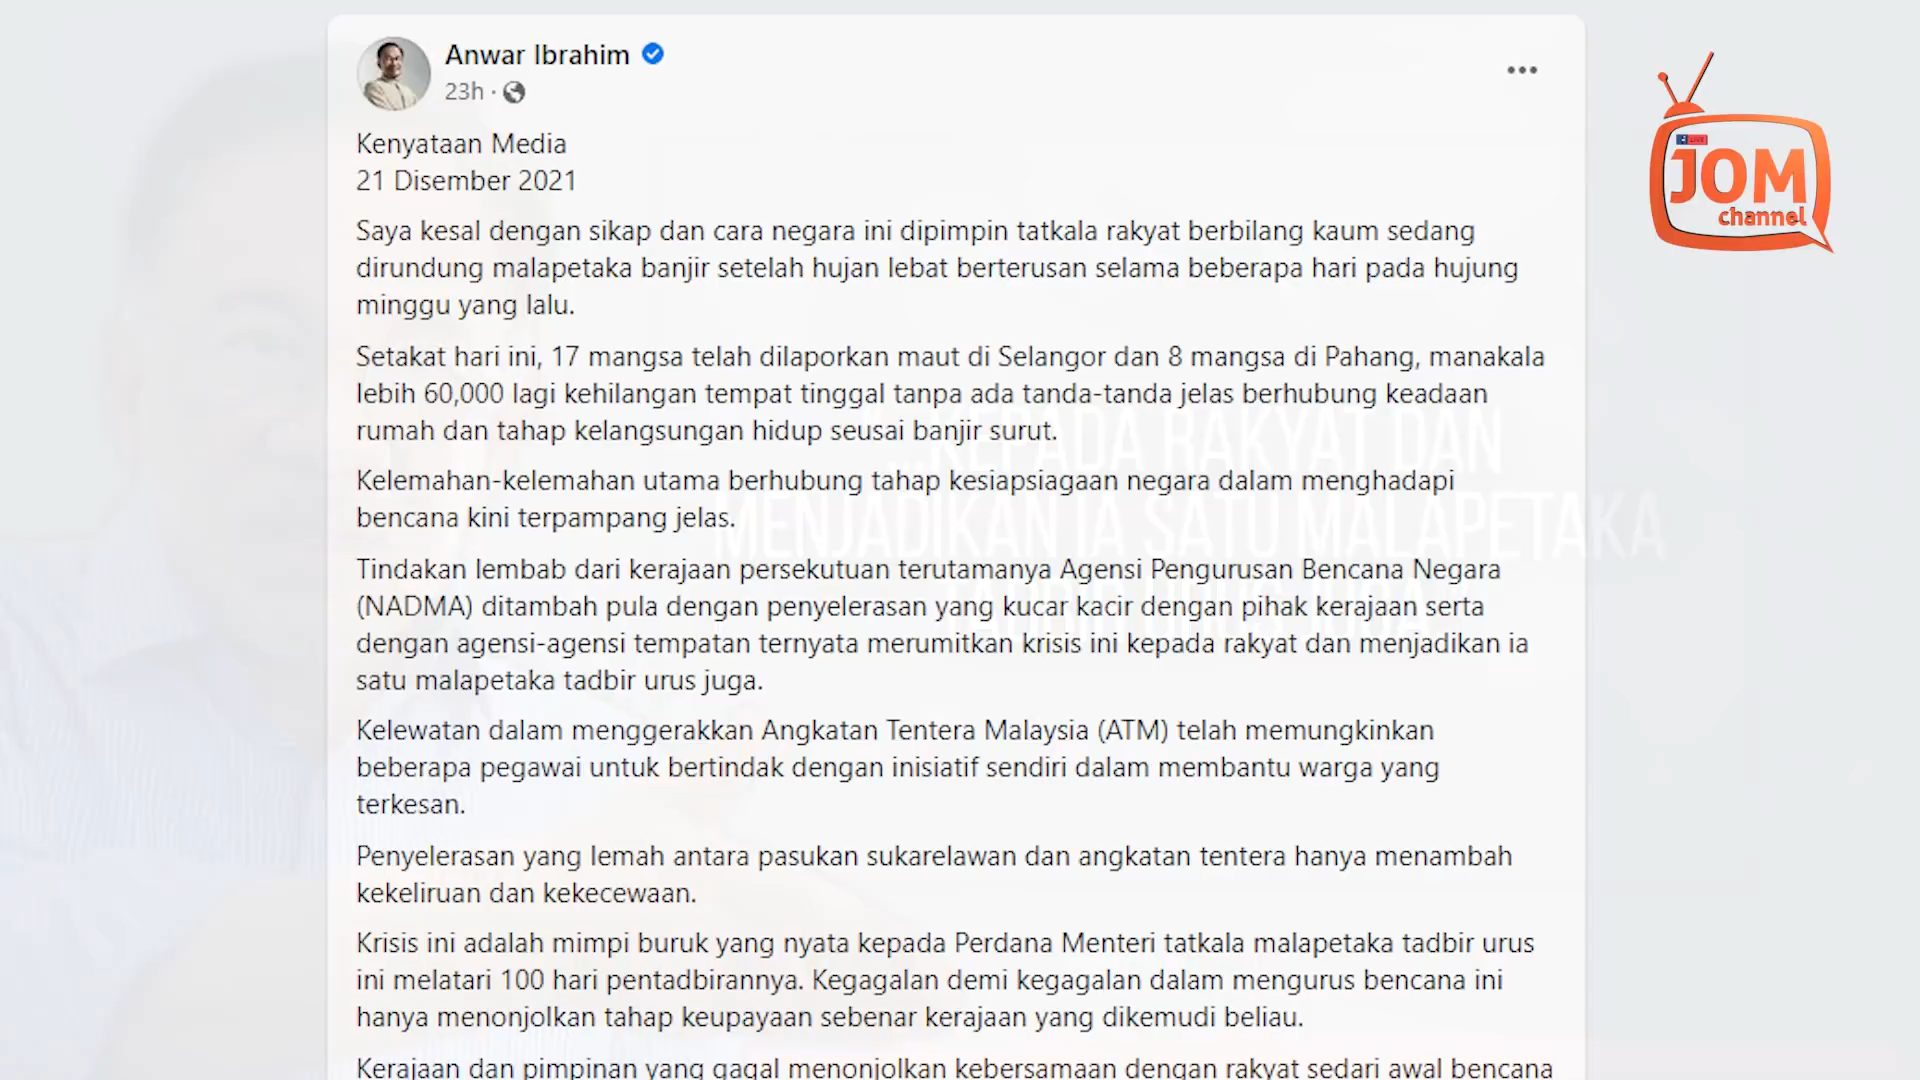 Anwar Ibrahim
23h ·
Kenyataan Media
21 Disember 2021
Saya kesal dengan sikap dan cara negara ini dipimpin tatkala rakyat berbilang kaum sedang
dirundung malapetaka banjir setelah hujan lebat berterusan selama beberapa hari pada hujung
minggu yang lalu.
Setakat hari ini, 17 mangsa telah dilaporkan maut di Selangor dan 8 mangsa di Pahang, manakala
lebih 60,000 lagi kehilangan tempat tinggal tanpa ada tanda-tanda jelas berhubung keadaan
rumah dan tahap kelangsungan hidup seusai banjir surut.
Kelemahan-kelemahan utama berhubung tahap kesiapsiagaan negara dalam menghadapi
bencana kini terpampang jelas.
Tindakan lembab dari kerajaan persekutuan terutamanya Agensi Pengurusan Bencana Negara
(NADMA) ditambah pula dengan penyelerasan yang kucar kacir dengan pihak kerajaan serta
dengan agensi-agensi tempatan ternyata merumitkan krisis ini kepada rakyat dan menjadikan ia
satu malapetaka tadbir urus juga.
Kelewatan dalam menggerakkan Angkatan Tentera Malaysia (ATM) telah memungkinkan
beberapa pegawai untuk bertindak dengan inisiatif sendiri dalam membantu warga yang
terkesan.
Penyelerasan yang lemah antara pasukan sukarelawan dan angkatan tentera hanya menambah
kekeliruan dan kekecewaan.
Krisis ini adalah mimpi buruk yang nyata kepada Perdana Menteri tatkala malapetaka tadbir urus
ini melatari 100 hari pentadbirannya. Kegagalan demi kegagalan dalam mengurus bencana ini
hanya menonjolkan tahap keupayaan sebenar kerajaan yang dikemudi beliau.
Kerajaan dan pimpinan yang gagal menonjolkan kebersamaan dengan rakyat sedari awal bencana
...KEPADA RAKYAT DAN
MENJADIKAN IA SATU MALAPETAKA
TADBIR URUS JUGA.
LIVE
JOM
channel